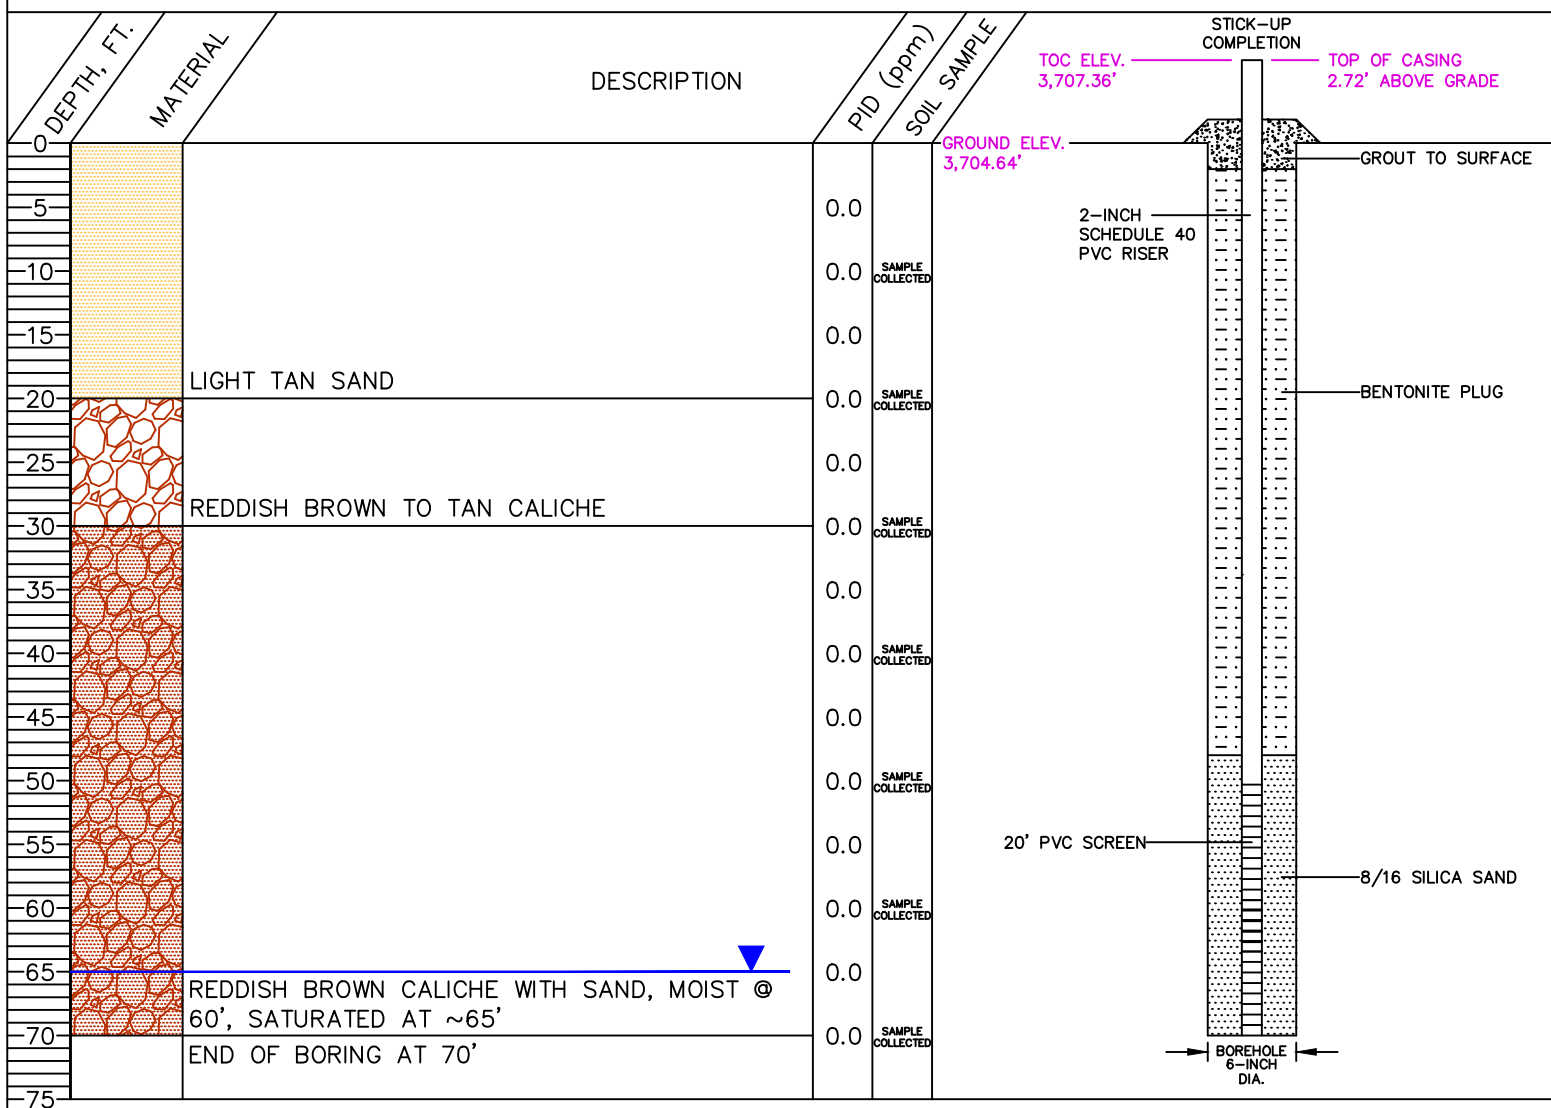 DEPTH, FT.
MATERIAL
DESCRIPTION
PID (ppm)
SOIL SAMPLE
STICK-UP
COMPLETION
TOC ELEV.
3,707.36'
TOP OF CASING
2.72' ABOVE GRADE
GROUND ELEV.
3,704.64'
GROUT TO SURFACE
2-INCH
SCHEDULE 40
PVC RISER
BENTONITE PLUG
20' PVC SCREEN
8/16 SILICA SAND
BOREHOLE
6-INCH
DIA.
0
5
0.0
10
0.0
SAMPLE
COLLECTED
15
0.0
LIGHT TAN SAND
20
0.0
SAMPLE
COLLECTED
25
0.0
REDDISH BROWN TO TAN CALICHE
30
0.0
SAMPLE
COLLECTED
35
0.0
40
0.0
SAMPLE
COLLECTED
45
0.0
50
0.0
SAMPLE
COLLECTED
55
0.0
60
0.0
SAMPLE
COLLECTED
65
0.0
REDDISH BROWN CALICHE WITH SAND, MOIST @
60', SATURATED AT ~65'
70
0.0
SAMPLE
COLLECTED
END OF BORING AT 70'
75